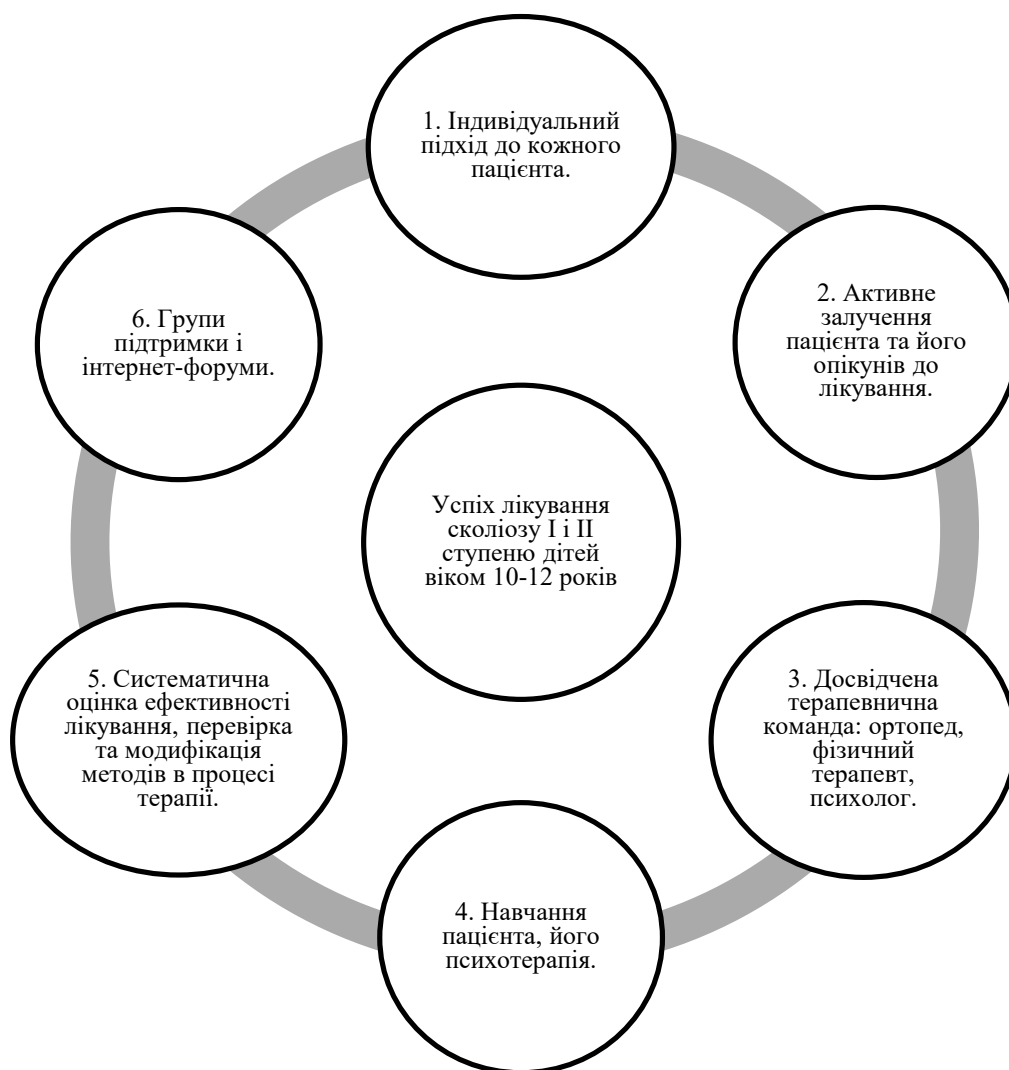 1. Індивідуальний
підхід до кожного
пацієнта.
2. Активне
залучення
пацієнта та його
опікунів до
лікування.
3. Досвідчена
терапевнична
команда: ортопед,
фізичний
терапевт,
психолог.
4. Навчання
пацієнта, його
психотерапія.
5. Систематична
оцінка ефективності
лікування, перевірка
та модифікація
методів в процесі
терапії.
6. Групи
підтримки і
інтернет-форуми.
Успіх лікування
сколіозу І і ІІ
ступеню дітей
віком 10-12 років